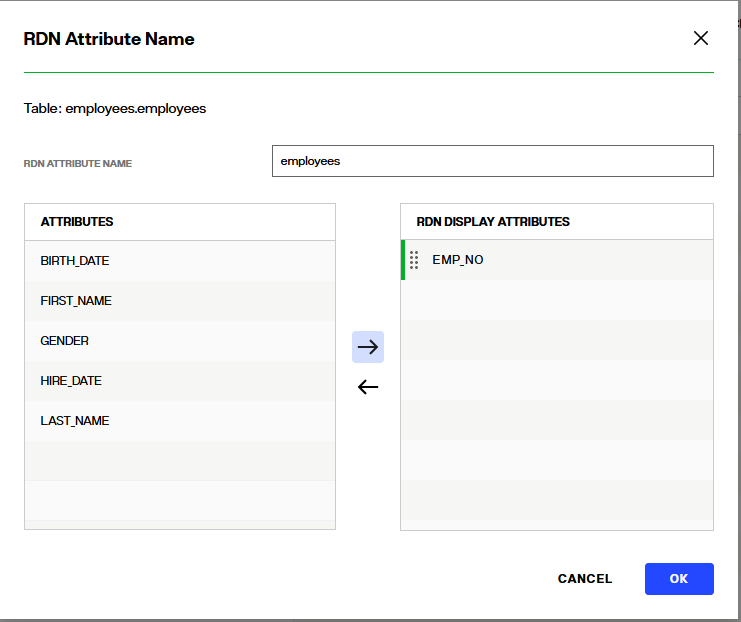 RDN Attribute Name
Table: employees.employees
RDN ATTRIBUTE NAME
employees
ATTRIBUTES
BIRTH_DATE
FIRST_NAME
GENDER
HIRE_DATE
LAST_NAME
RDN DISPLAY ATTRIBUTES
EMP_NO
CANCEL
OK